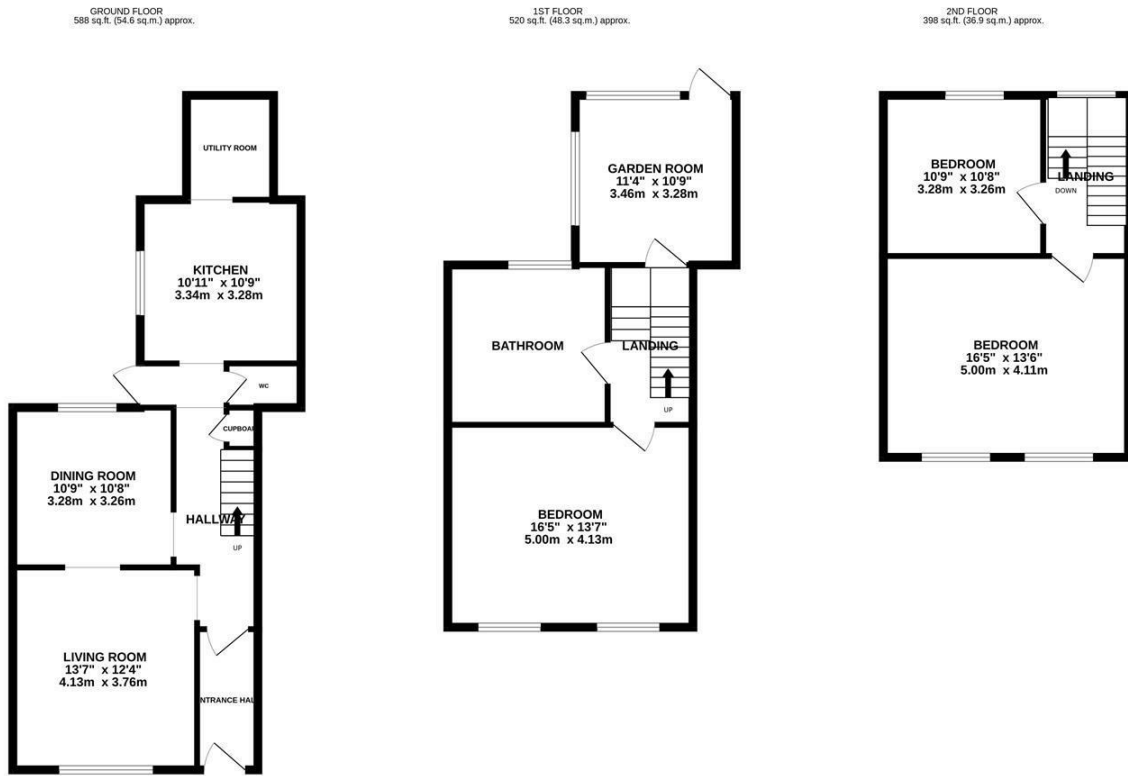 GROUND FLOOR
588 sq.ft. (54.6 sq.m.) approx.
UTILITY ROOM
KITCHEN
10'11" x 10'9"
3.34m x 3.28m
WC
CUPBOA
DINING ROOM
10'9" x 10'8"
3.28m x 3.26m
HALLWAY
UP
LIVING ROOM
13'7" x 12'4"
4.13m x 3.76m
NTRANCE HAL
1ST FLOOR
520 sq.ft. (48.3 sq.m.) approx.
GARDEN ROOM
11'4" x 10'9"
3.46m x 3.28m
BATHROOM
LANDING
UP
BEDROOM
16'5" x 13'7"
5.00m x 4.13m
2ND FLOOR
398 sq.ft. (36.9 sq.m.) approx.
BEDROOM
10'9" x 10'8"
3.28m x 3.26m
LANDING
DOWN
BEDROOM
16'5" x 13'6"
5.00m x 4.11m